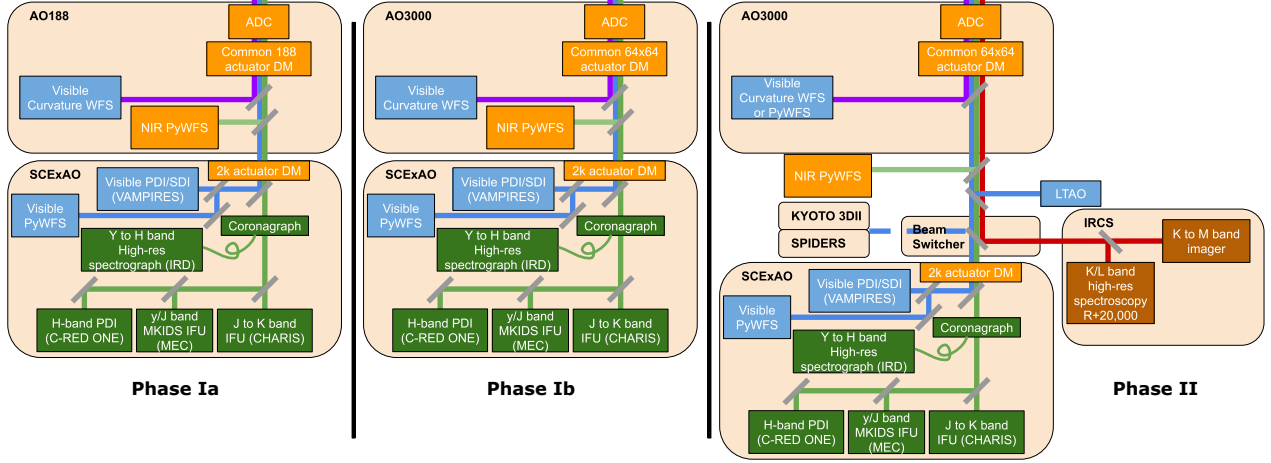 AO188
ADC
Common 188
actuator DM
Visible
Curvature WFS
NIR PyWFS
SCExAO
2k actuator DM
Visible PDI/SDI
(VAMPIRES)
Visible
PyWFS
Coronagraph
Y to H band
High-res
spectrograph (IRD)
H-band PDI
(C-RED ONE)
y/J band
MKIDS IFU
(MEC)
J to K band
IFU (CHARIS)
Phase Ia
AO3000
ADC
Common 64x64
actuator DM
Visible
Curvature WFS
NIR PyWFS
SCExAO
2k actuator DM
Visible PDI/SDI
(VAMPIRES)
Visible
PyWFS
Coronagraph
Y to H band
High-res
spectrograph (IRD)
H-band PDI
(C-RED ONE)
y/J band
MKIDS IFU
(MEC)
J to K band
IFU (CHARIS)
Phase Ib
AO3000
ADC
Common 64x64
actuator DM
Visible
Curvature WFS
or PyWFS
NIR PyWFS
LTAO
KYOTO 3DII
SPIDERS
Beam
Switcher
IRCS
K to M band
imager
K/L band
high-res
spectroscopy
R+20,000
SCExAO
2k actuator DM
Visible PDI/SDI
(VAMPIRES)
Visible
PyWFS
Coronagraph
Y to H band
High-res
spectrograph (IRD)
H-band PDI
(C-RED ONE)
y/J band
MKIDS IFU
(MEC)
J to K band
IFU (CHARIS)
Phase II